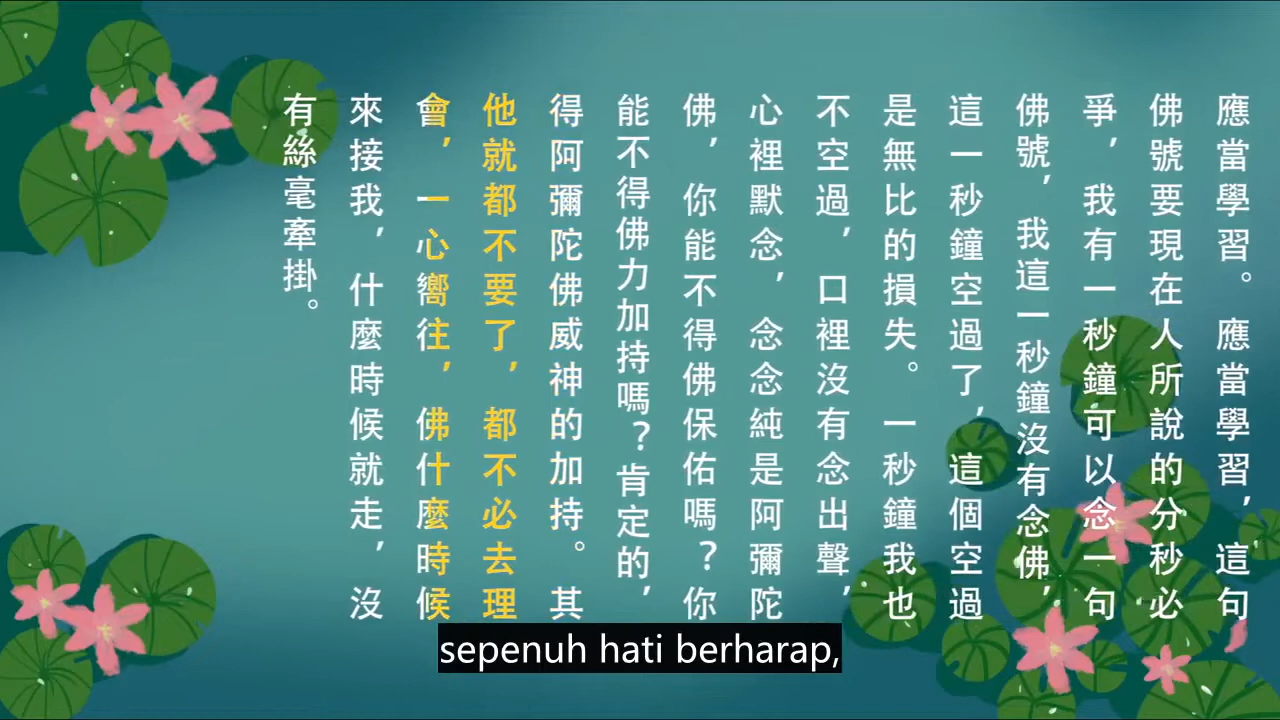 應當學習。應當學習，這句
佛號要現在人所說的分秒必
爭，我有一秒鐘可以念一句
佛號，我這一秒鐘沒有念佛，
這一秒鐘空過了，這個空過
是無比的損失。一秒鐘我也
不空過，口裡沒有念出聲，
心裡默念，念念純是阿彌陀
佛，你能不得佛保佑嗎？你
能不得佛力加持嗎？肯定的，
得阿彌陀佛威神的加持。其
他就都不要了，都不必去理
會，一心嚮往，佛什麼時候
來接我，什麼時候就走，沒
有絲毫牽掛。
sepenuh hati berharap,